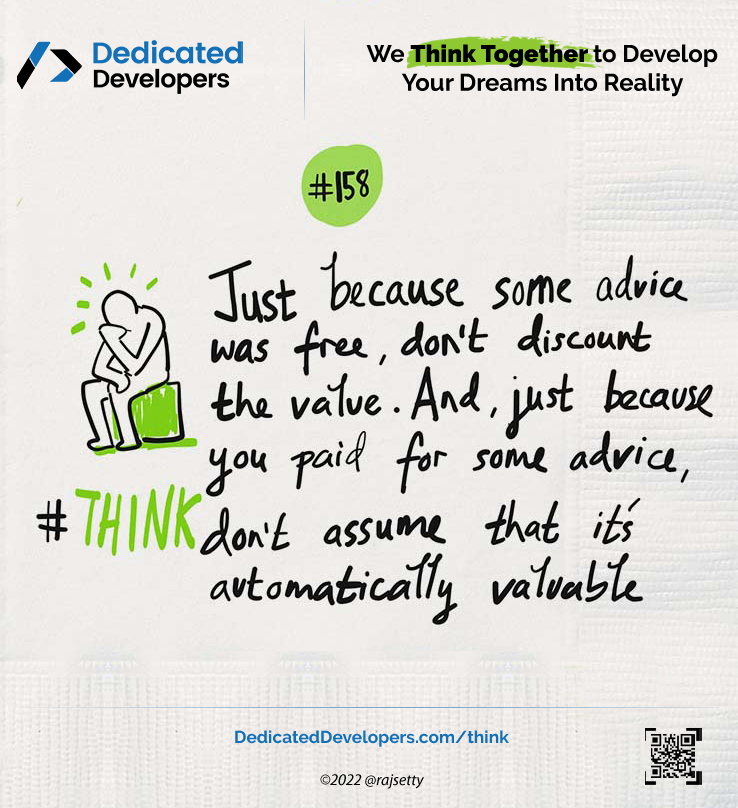 Dedicated
Developers
We Think Together to Develop
Your Dreams Into Reality
#158
Just because some advice
was free, don't discount
the value. And, just because
you paid for some advice,
don't assume that it's
automatically valuable
#THINK
DedicatedDevelopers.com/think
©2022 @rajsetty